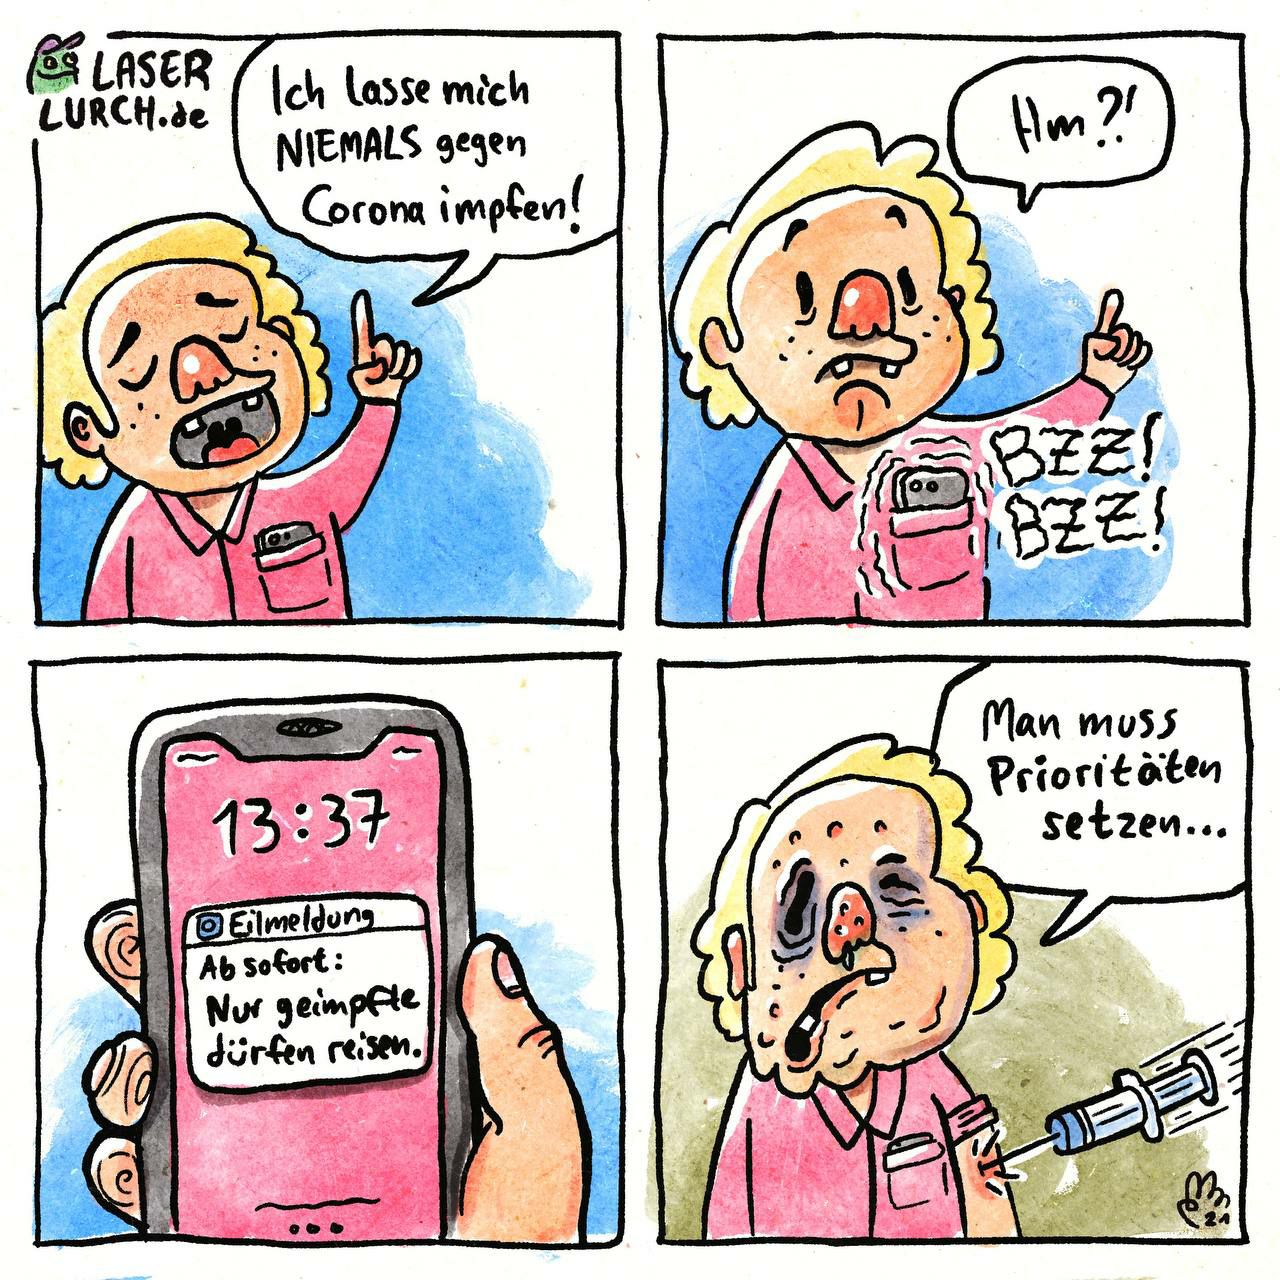 LASER
LURCH.de
Ich lasse mich
NIEMALS gegen
Corona impfen!
Hm?!
BZZ!
BZZ!
13:37
Eilmeldung
Ab sofort:
Nur geimpfte
dürfen reisen.
Man muss
Prioritäten
setzen...
21